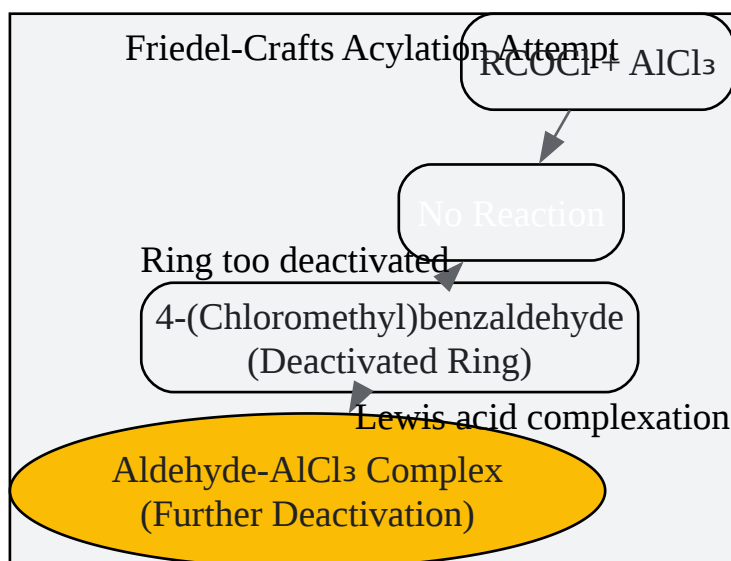 Friedel-Crafts Acylation Attempt
RCOCl + AlCl₃
No Reaction
Ring too deactivated
4-(Chloromethyl)benzaldehyde
(Deactivated Ring)
Lewis acid complexation
Aldehyde-AlCl₃ Complex
(Further Deactivation)